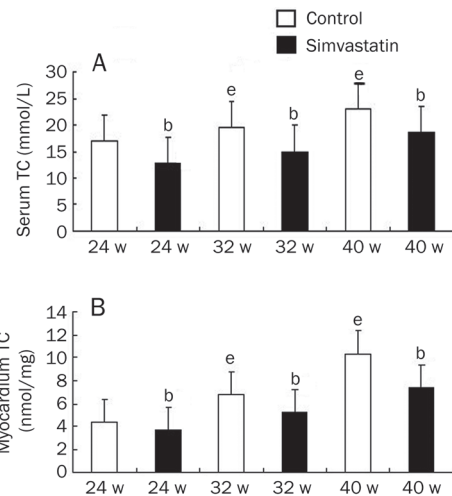 Control
Simvastatin
A
Serum TC (mmol/L)
30
25
20
15
10
5
0
b
e
b
e
b
24 w 24 w 32 w 32 w 40 w 40 w
B
Myocardium TC
(nmol/mg)
14
12
10
8
6
4
2
0
b
e
b
e
b
24 w 24 w 32 w 32 w 40 w 40 w